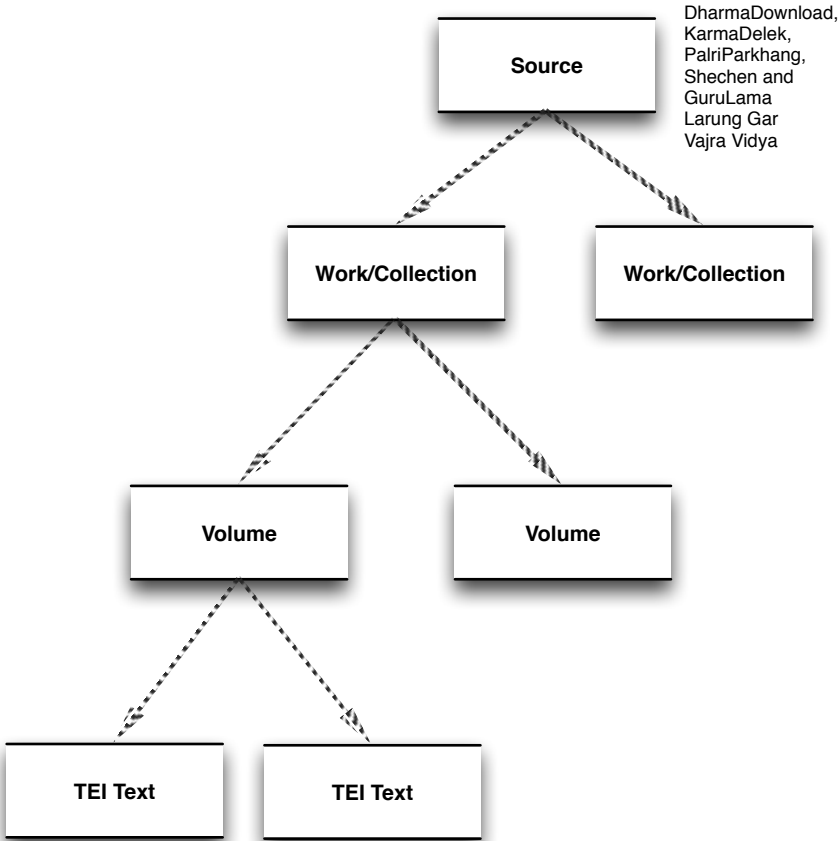 DharmaDownload,
KarmaDelek,
PalriParkhang,
Shechen and
GuruLama
Larung Gar
Vajra Vidya
Source
Work/Collection
Work/Collection
Volume
Volume
TEI Text
TEI Text